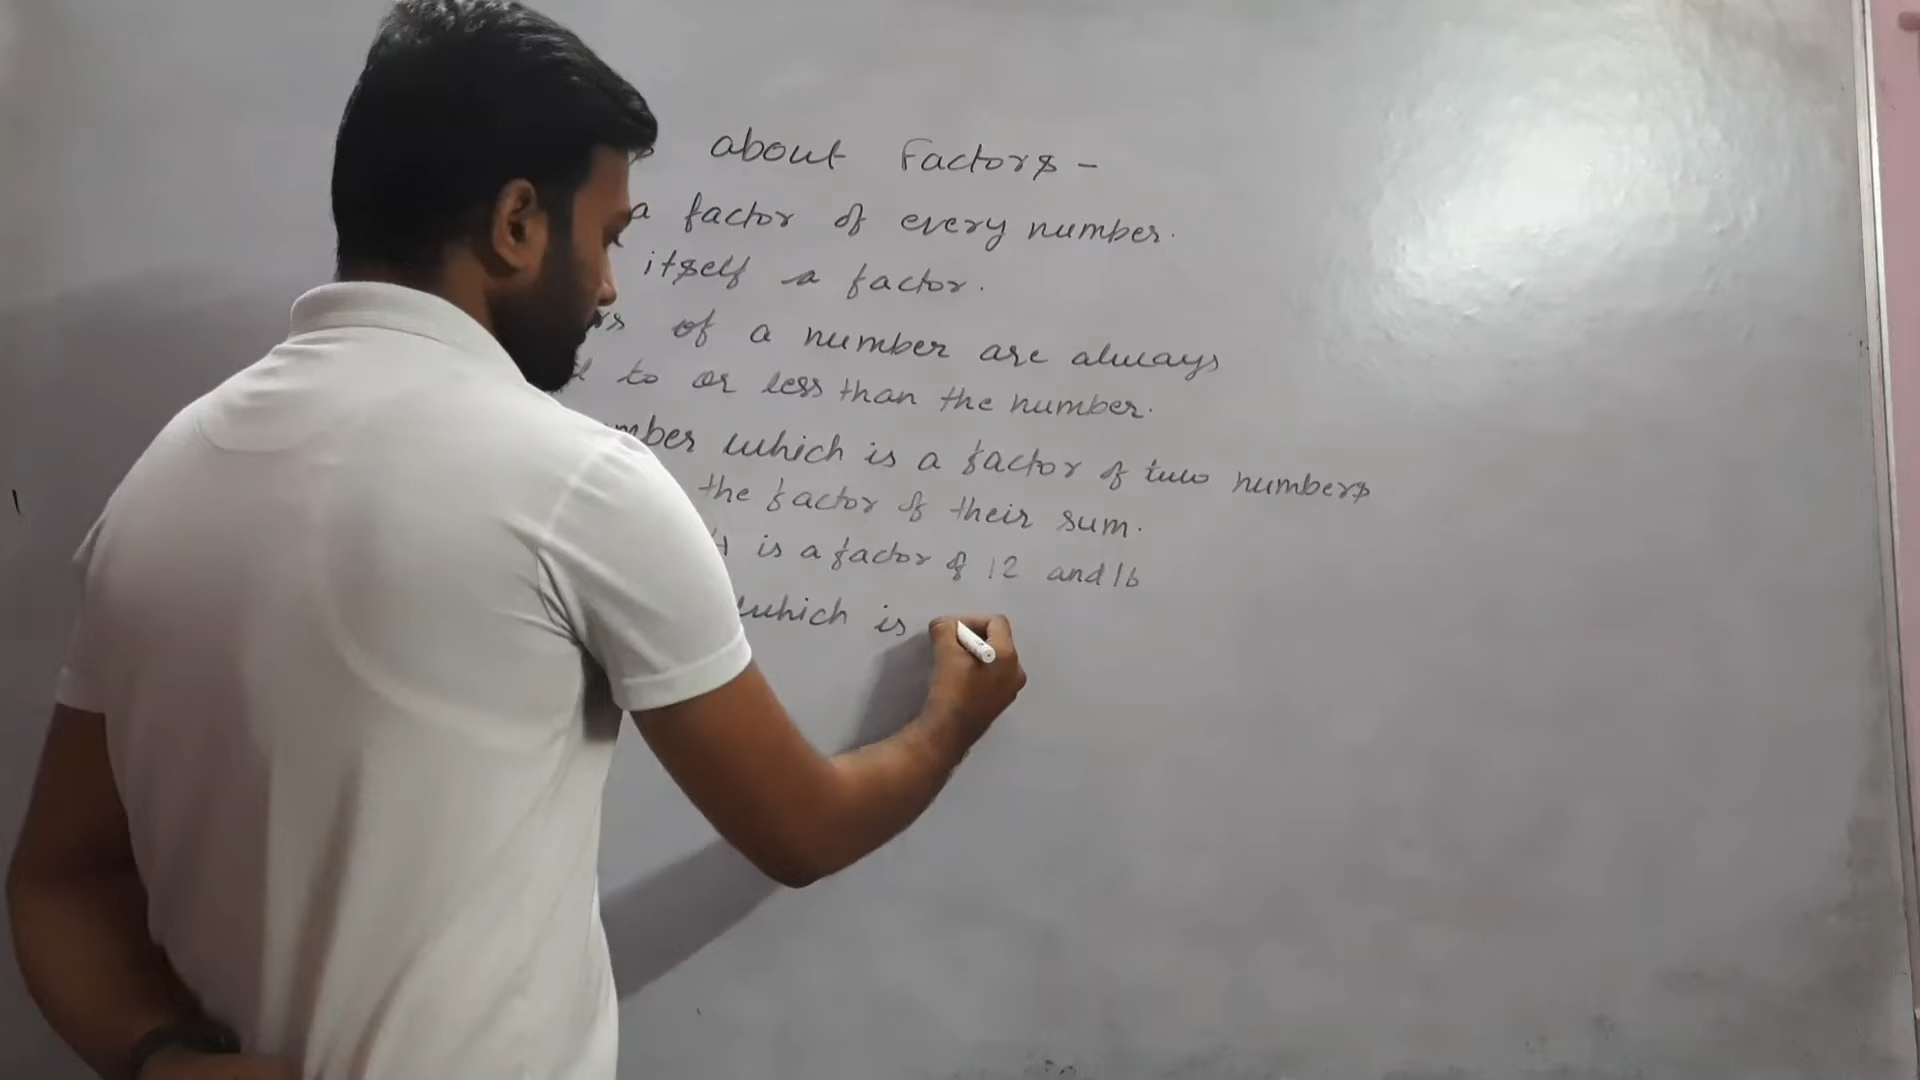 about Factors -
a factor of every number.
itself a factor.
of a number are always
to or less than the number.
which is a factor of two numbers
the factor of their sum.
is a factor of 12 and 16
which is